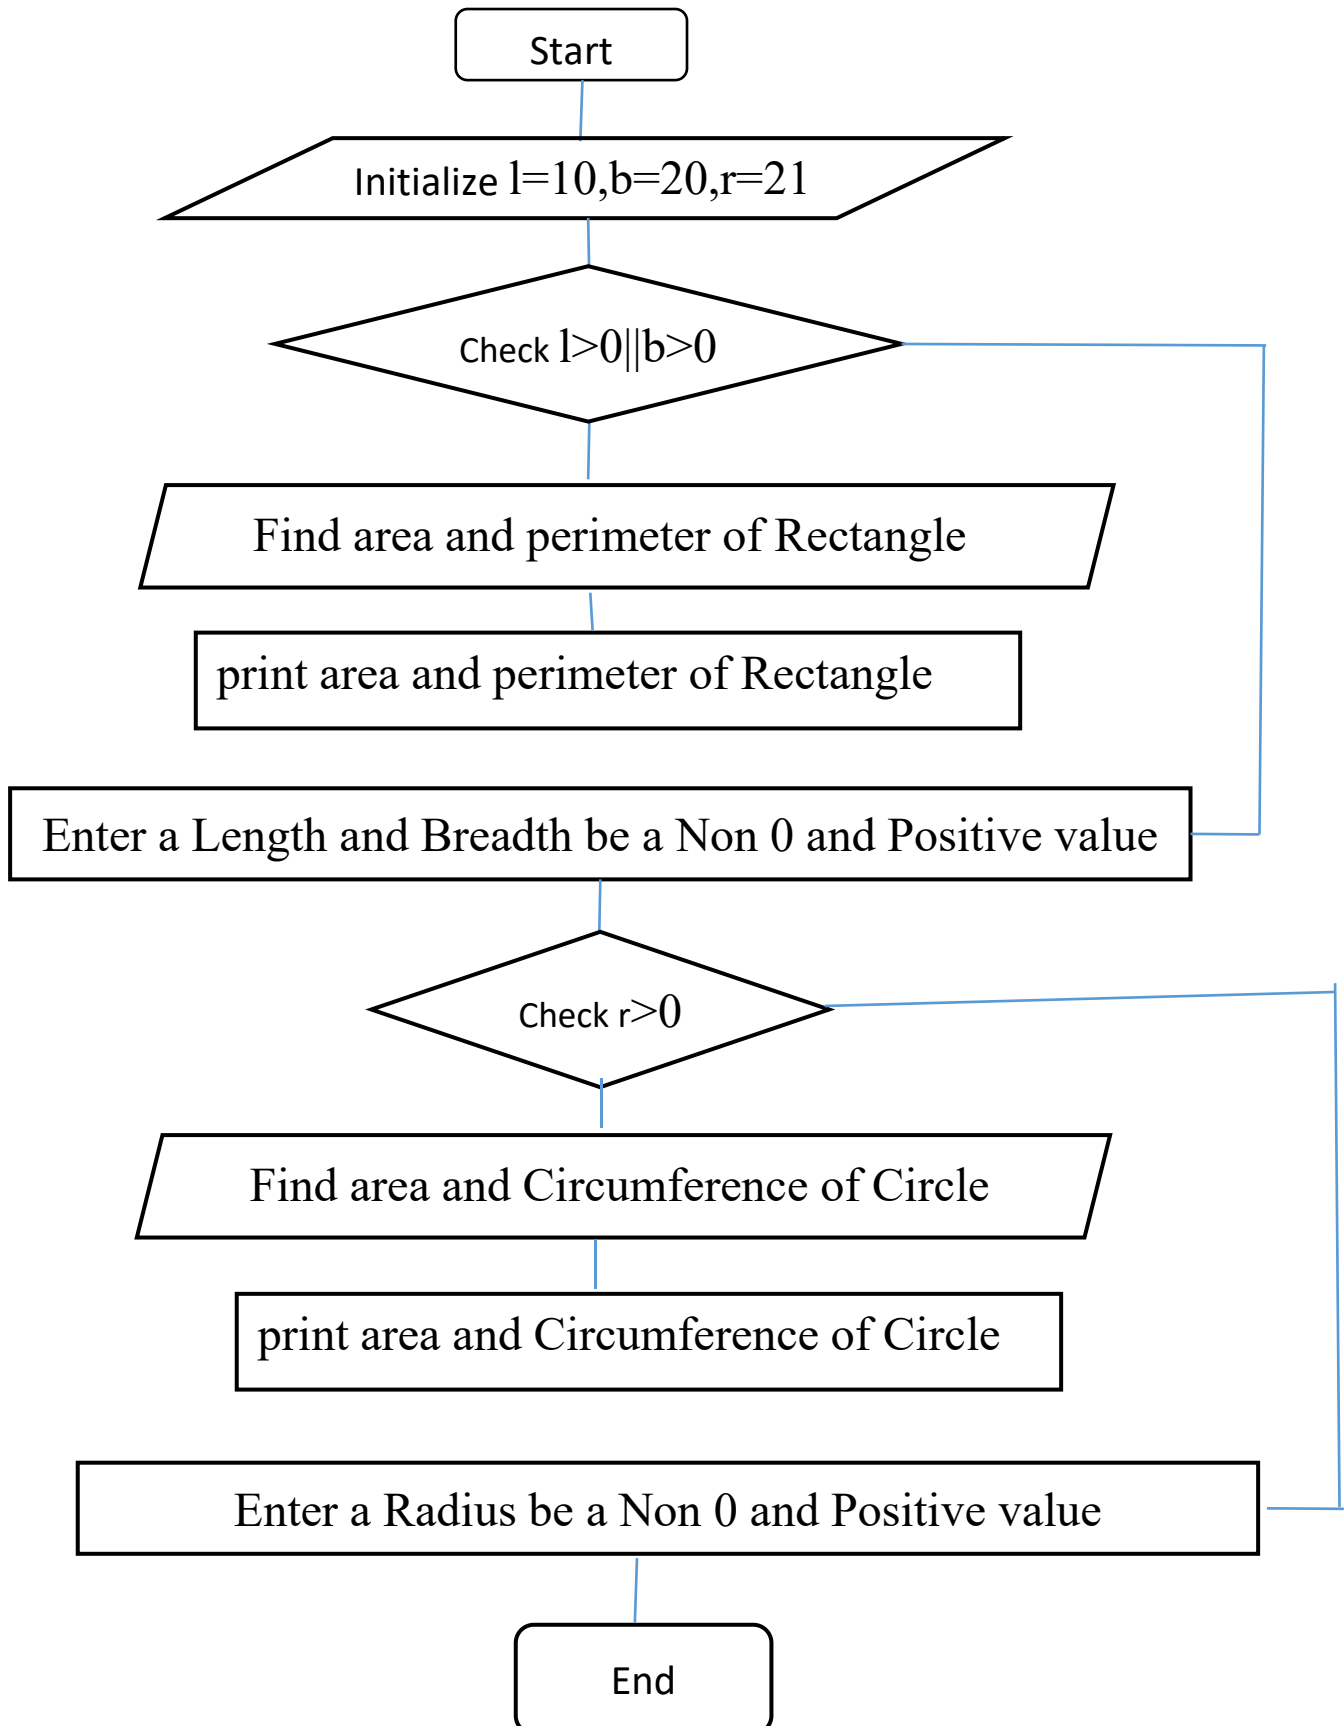 Start
Initialize l=10,b=20,r=21
Check l>0||b>0
Find area and perimeter of Rectangle
print area and perimeter of Rectangle
Enter a Length and Breadth be a Non 0 and Positive value
Check r>0
Find area and Circumference of Circle
print area and Circumference of Circle
Enter a Radius be a Non 0 and Positive value
End